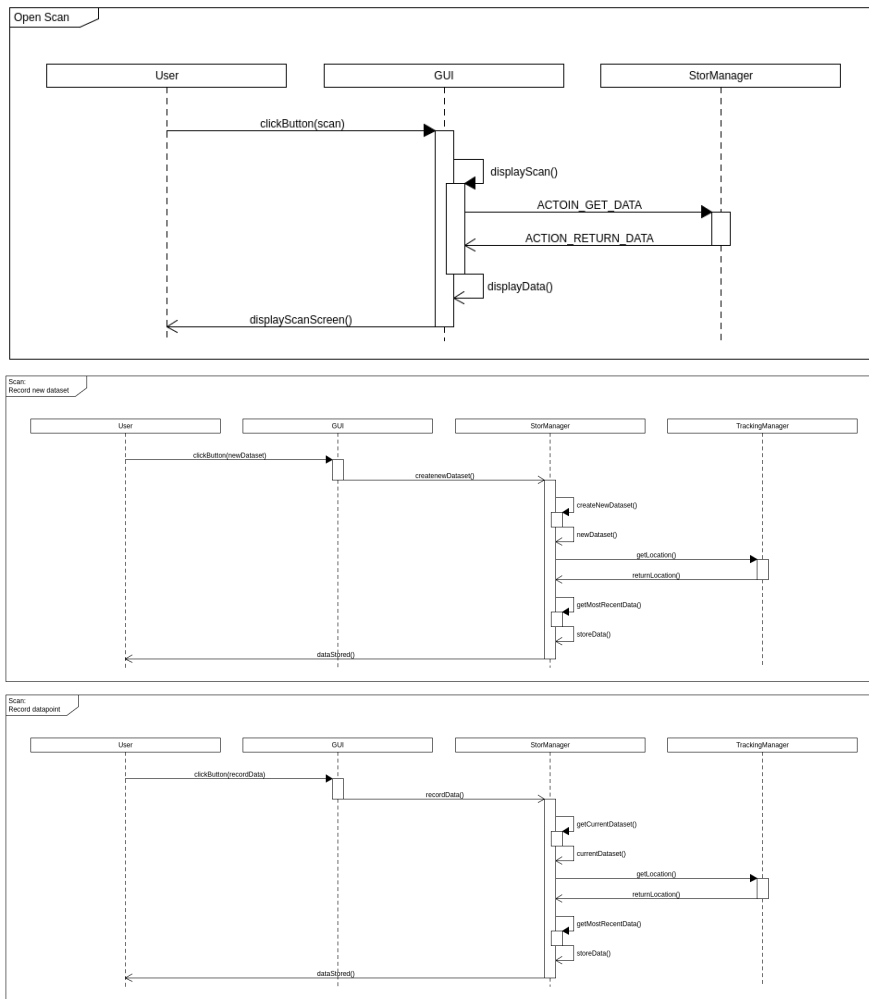 Open Scan
User
GUI
StorManager
clickButton(scan)
displayScan()
ACTOIN_GET_DATA
ACTION_RETURN_DATA
displayData()
displayScanScreen()
Scan:
Record new dataset
User
GUI
StorManager
TrackingManager
clickButton(newDataset)
createnewDataset()
createNewDataset()
newDataset()
getLocation()
returnLocation()
getMostRecentData()
storeData()
dataStored()
Scan:
Record datapoint
User
GUI
StorManager
TrackingManager
clickButton(recordData)
recordData()
getCurrentDataset()
currentDataset()
getLocation()
returnLocation()
getMostRecentData()
storeData()
dataStored()